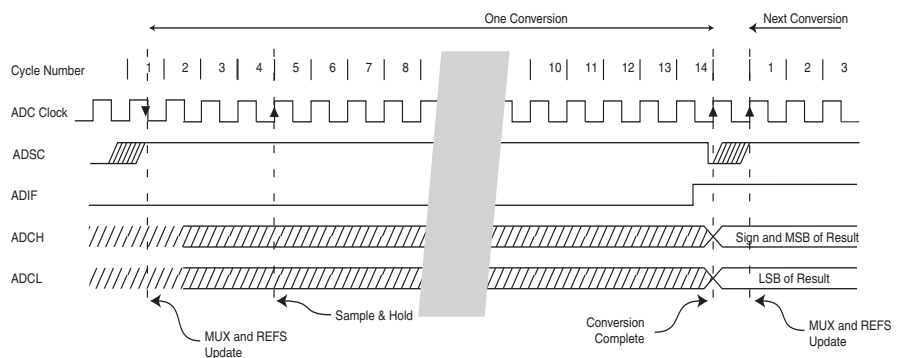 One Conversion Next Conversion
Cycle Number 1 2 3 4 5 6 7 8 10 11 12 13 14 1 2 3
ADC Clock
ADSC
ADIF
ADCH Sign and MSB of Result
ADCL LSB of Result
Sample & Hold
MUX and REFS
Update
Conversion
Complete
MUX and REFS
Update